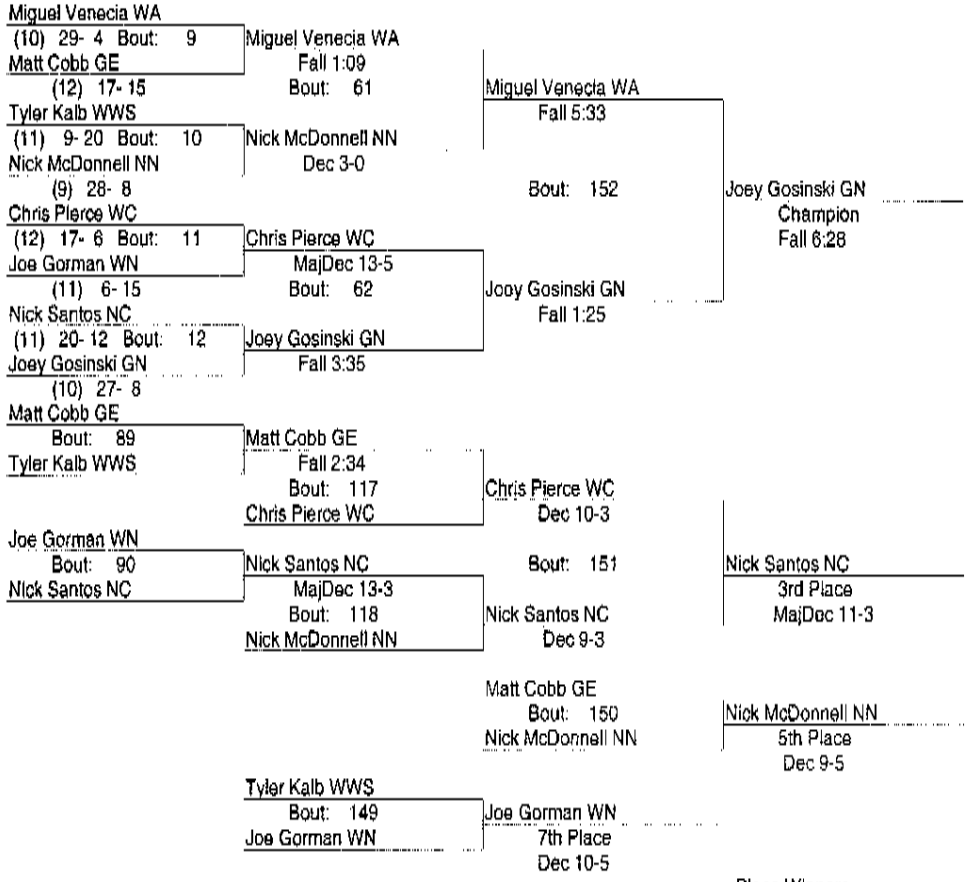 Miguel Venecia WA
(10) 29- 4 Bout: 9 Miguel Venecia WA
Matt Cobb GE Fall 1:09
(12) 17- 15 Bout: 61 Miguel Venecia WA
Tyler Kalb WWS Fall 5:33
(11) 9- 20 Bout: 10 Nick McDonnell NN
Nick McDonnell NN Dec 3-0
(9) 28- 8 Bout: 152 Joey Gosinski GN
Chris Pierce WC Champion
(12) 17- 6 Bout: 11 Chris Pierce WC Fall 6:28
Joe Gorman WN MajDec 13-5
(11) 6- 15 Bout: 62 Joey Gosinski GN
Nick Santos NC Fall 1:25
(11) 20- 12 Bout: 12 Joey Gosinski GN
Joey Gosinski GN Fall 3:35
(10) 27- 8
Matt Cobb GE
Bout: 89 Matt Cobb GE
Tyler Kalb WWS Fall 2:34
Bout: 117 Chris Pierce WC
Chris Pierce WC Dec 10-3
Joe Gorman WN
Bout: 90 Nick Santos NC Bout: 151 Nick Santos NC
Nick Santos NC MajDec 13-3 3rd Place
Bout: 118 Nick Santos NC MajDec 11-3
Nick McDonnell NN Dec 9-3
Matt Cobb GE
Bout: 150 Nick McDonnell NN
Nick McDonnell NN 5th Place
Dec 9-5
Tyler Kalb WWS
Bout: 149 Joe Gorman WN
Joe Gorman WN 7th Place
Dec 10-5